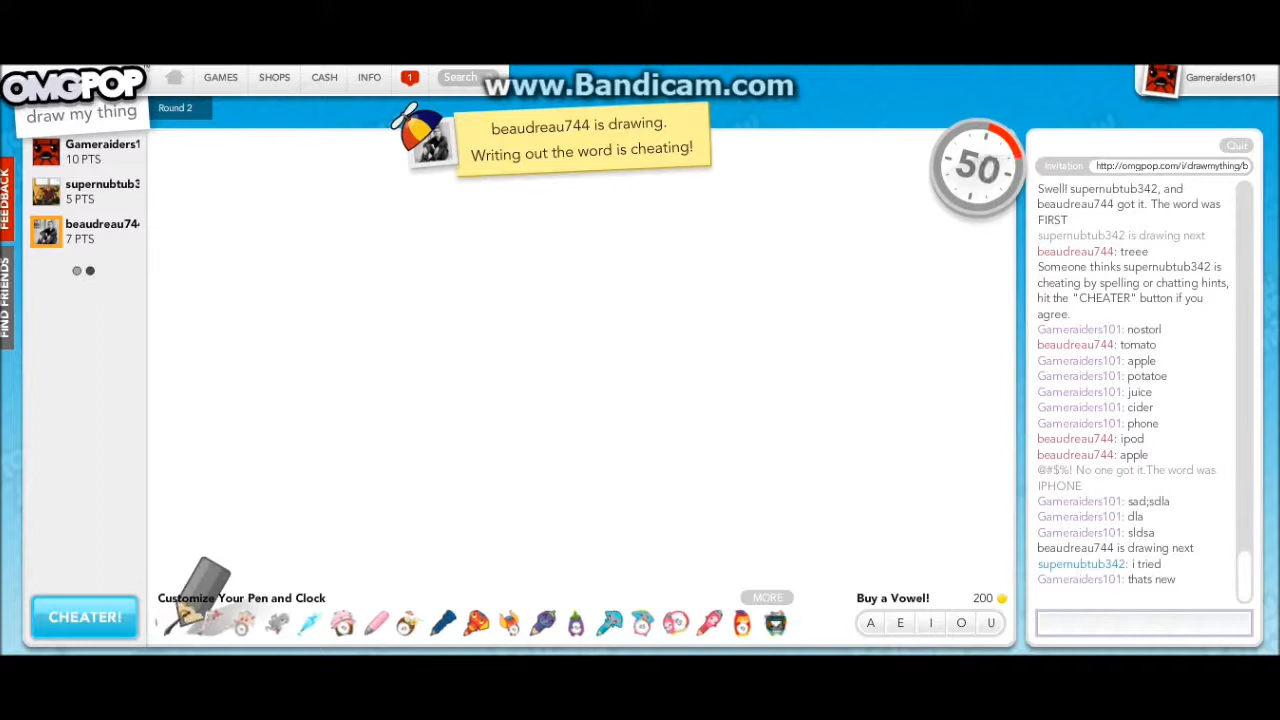 OMGPOP
draw my thing
GAMES
SHOPS
CASH
INFO
1
Search
www.Bandicam.com
Gameraiders101
Round 2
beaudreau744 is drawing.
Writing out the word is cheating!
50
FEEDBACK
FIND FRIENDS
Gameraiders1
10 PTS
supernubtub3
5 PTS
beaudreau74
7 PTS
CHEATER!
Customize Your Pen and Clock
MORE
Buy a Vowel!
200
A E I O U
Quit
Invitation http://omgpop.com/i/drawmything/b
Swell! supernubtub342, and
beaudreau744 got it. The word was
FIRST
supernubtub342 is drawing next
beaudreau744: treee
Someone thinks supernubtub342 is
cheating by spelling or chatting hints,
hit the "CHEATER" button if you
agree.
Gameraiders101: nostorl
beaudreau744: tomato
Gameraiders101: apple
Gameraiders101: potatoe
Gameraiders101: juice
Gameraiders101: cider
Gameraiders101: phone
beaudreau744: ipod
beaudreau744: apple
@#$%! No one got it.The word was
IPHONE
Gameraiders101: sad;sdla
Gameraiders101: dla
Gameraiders101: sldsa
beaudreau744 is drawing next
supernubtub342: i tried
Gameraiders101: thats new